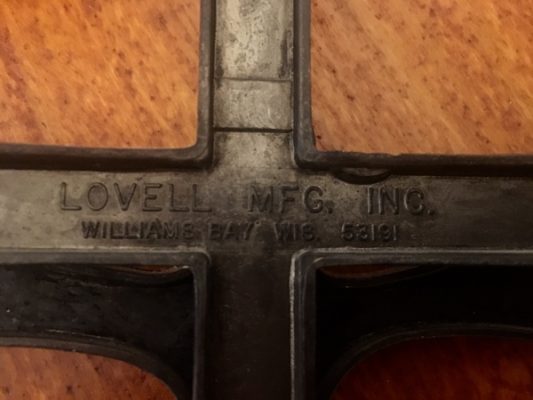 LOVELL MFG. INC.
WILLIAMS BAY WIS. 53191